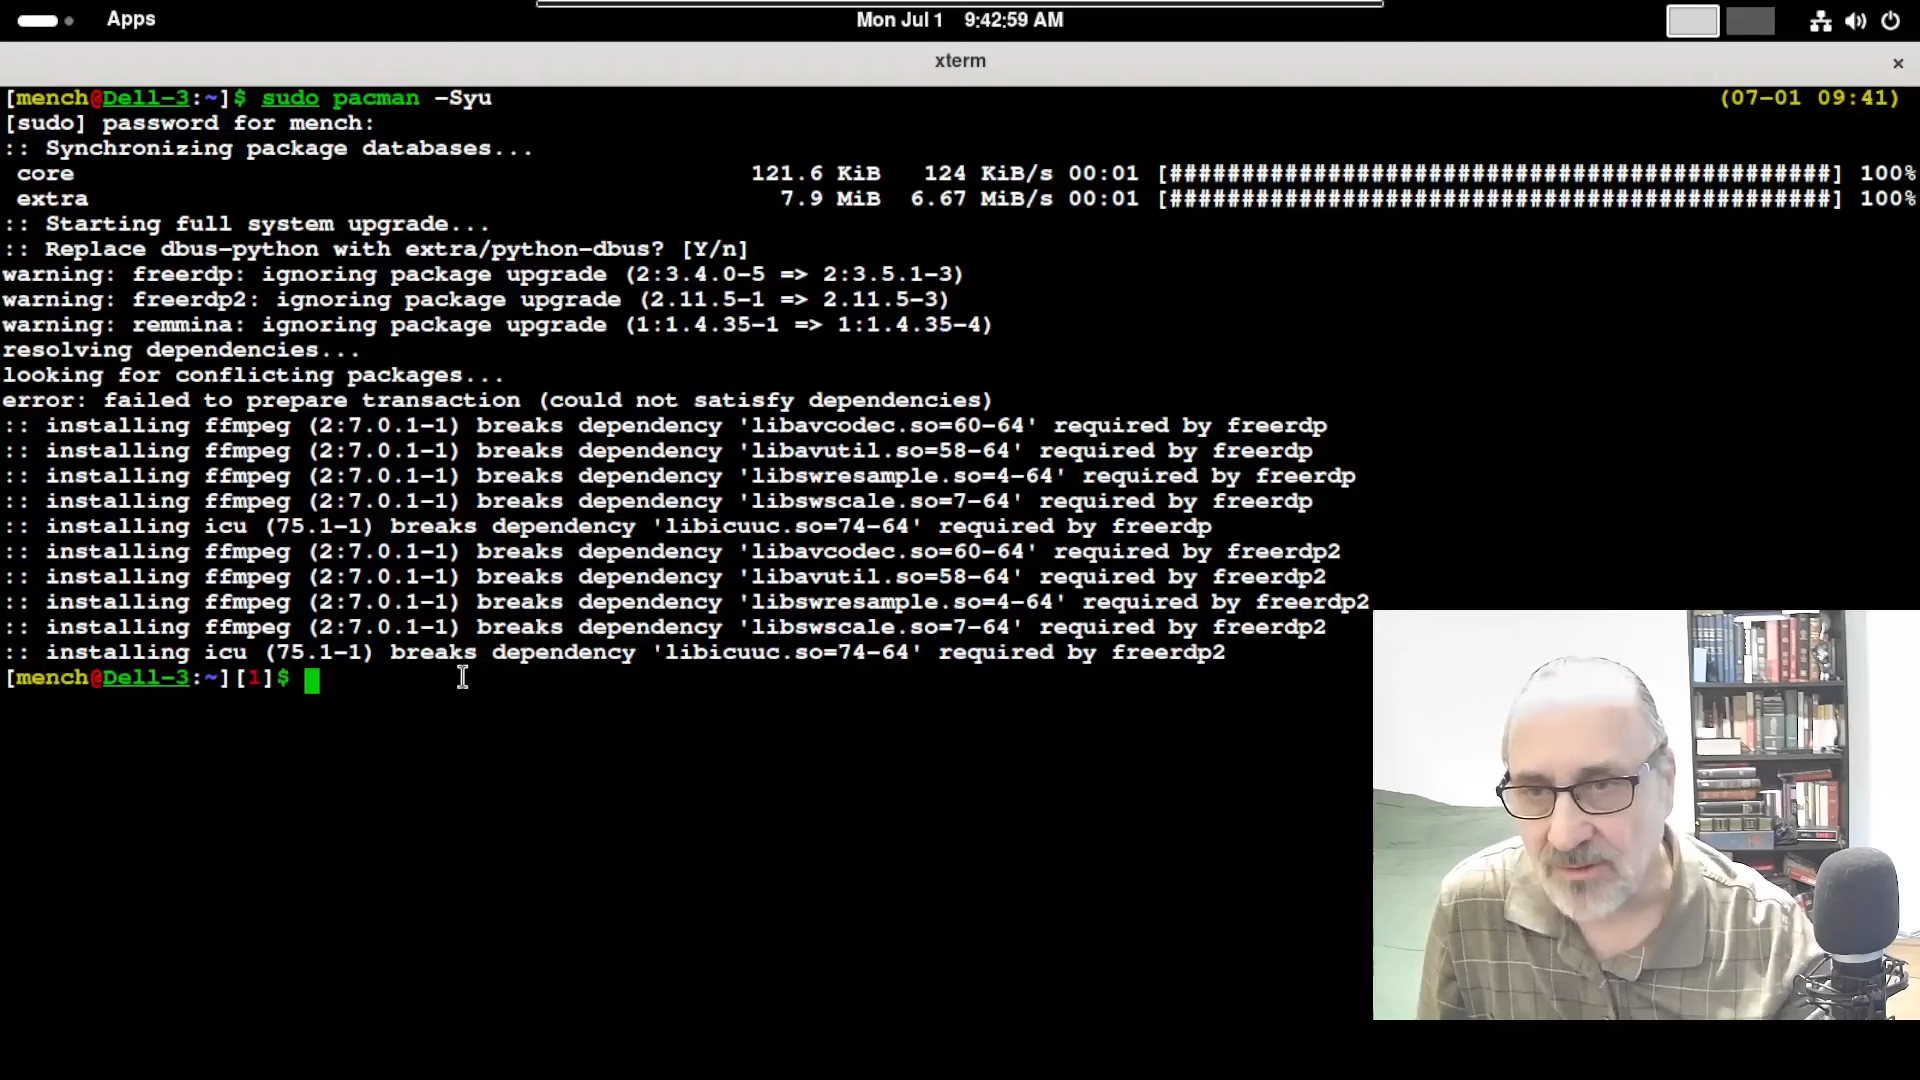 Apps
Mon Jul 1 9:42:59 AM
xterm
[mench@Dell-3:~]$ sudo pacman -Syu (07-01 09:41)
[sudo] password for mench:
:: Synchronizing package databases...
core 121.6 KiB 124 KiB/s 00:01 [##############################################] 100%
extra 7.9 MiB 6.67 MiB/s 00:01 [##############################################] 100%
:: Starting full system upgrade...
:: Replace dbus-python with extra/python-dbus? [Y/n]
warning: freerdp: ignoring package upgrade (2:3.4.0-5 => 2:3.5.1-3)
warning: freerdp2: ignoring package upgrade (2.11.5-1 => 2.11.5-3)
warning: remmina: ignoring package upgrade (1:1.4.35-1 => 1:1.4.35-4)
resolving dependencies...
looking for conflicting packages...
error: failed to prepare transaction (could not satisfy dependencies)
:: installing ffmpeg (2:7.0.1-1) breaks dependency 'libavcodec.so=60-64' required by freerdp
:: installing ffmpeg (2:7.0.1-1) breaks dependency 'libavutil.so=58-64' required by freerdp
:: installing ffmpeg (2:7.0.1-1) breaks dependency 'libswresample.so=4-64' required by freerdp
:: installing ffmpeg (2:7.0.1-1) breaks dependency 'libswscale.so=7-64' required by freerdp
:: installing icu (75.1-1) breaks dependency 'libicuuc.so=74-64' required by freerdp
:: installing ffmpeg (2:7.0.1-1) breaks dependency 'libavcodec.so=60-64' required by freerdp2
:: installing ffmpeg (2:7.0.1-1) breaks dependency 'libavutil.so=58-64' required by freerdp2
:: installing ffmpeg (2:7.0.1-1) breaks dependency 'libswresample.so=4-64' required by freerdp2
:: installing ffmpeg (2:7.0.1-1) breaks dependency 'libswscale.so=7-64' required by freerdp2
:: installing icu (75.1-1) breaks dependency 'libicuuc.so=74-64' required by freerdp2
[mench@Dell-3:~][1]$